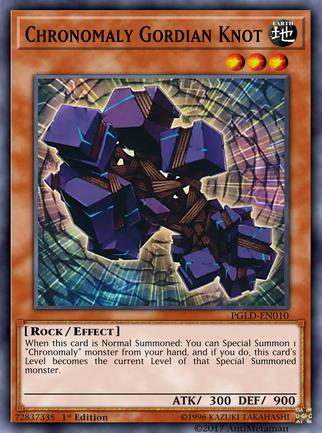 Chronomaly Gordian Knot
EARTH
地
PGLD-EN010
[Rock / Effect]
When this card is Normal Summoned: You can Special Summon 1
"Chronomaly" monster from your hand, and if you do, this card's
Level becomes the current Level of that Special Summoned
monster.
ATK/ 300 DEF/ 900
72837335 1st Edition ©1996 KAZUKI TAKAHASHI
©2017 AntiMetaman